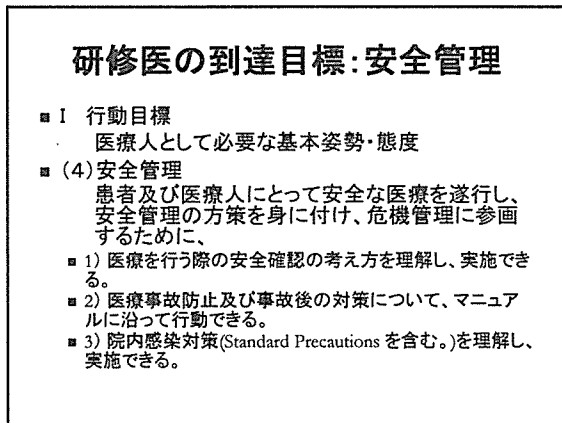 研修医の到達目標:安全管理
■ I 行動目標
医療人として必要な基本姿勢・態度
■ (4)安全管理
患者及び医療人にとって安全な医療を遂行し、
安全管理の方策を身に付け、危機管理に参画
するために、
■ 1) 医療を行う際の安全確認の考え方を理解し、実施でき
る。
■ 2) 医療事故防止及び事故後の対策について、マニュア
ルに沿って行動できる。
■ 3) 院内感染対策(Standard Precautions を含む。)を理解し、
実施できる。